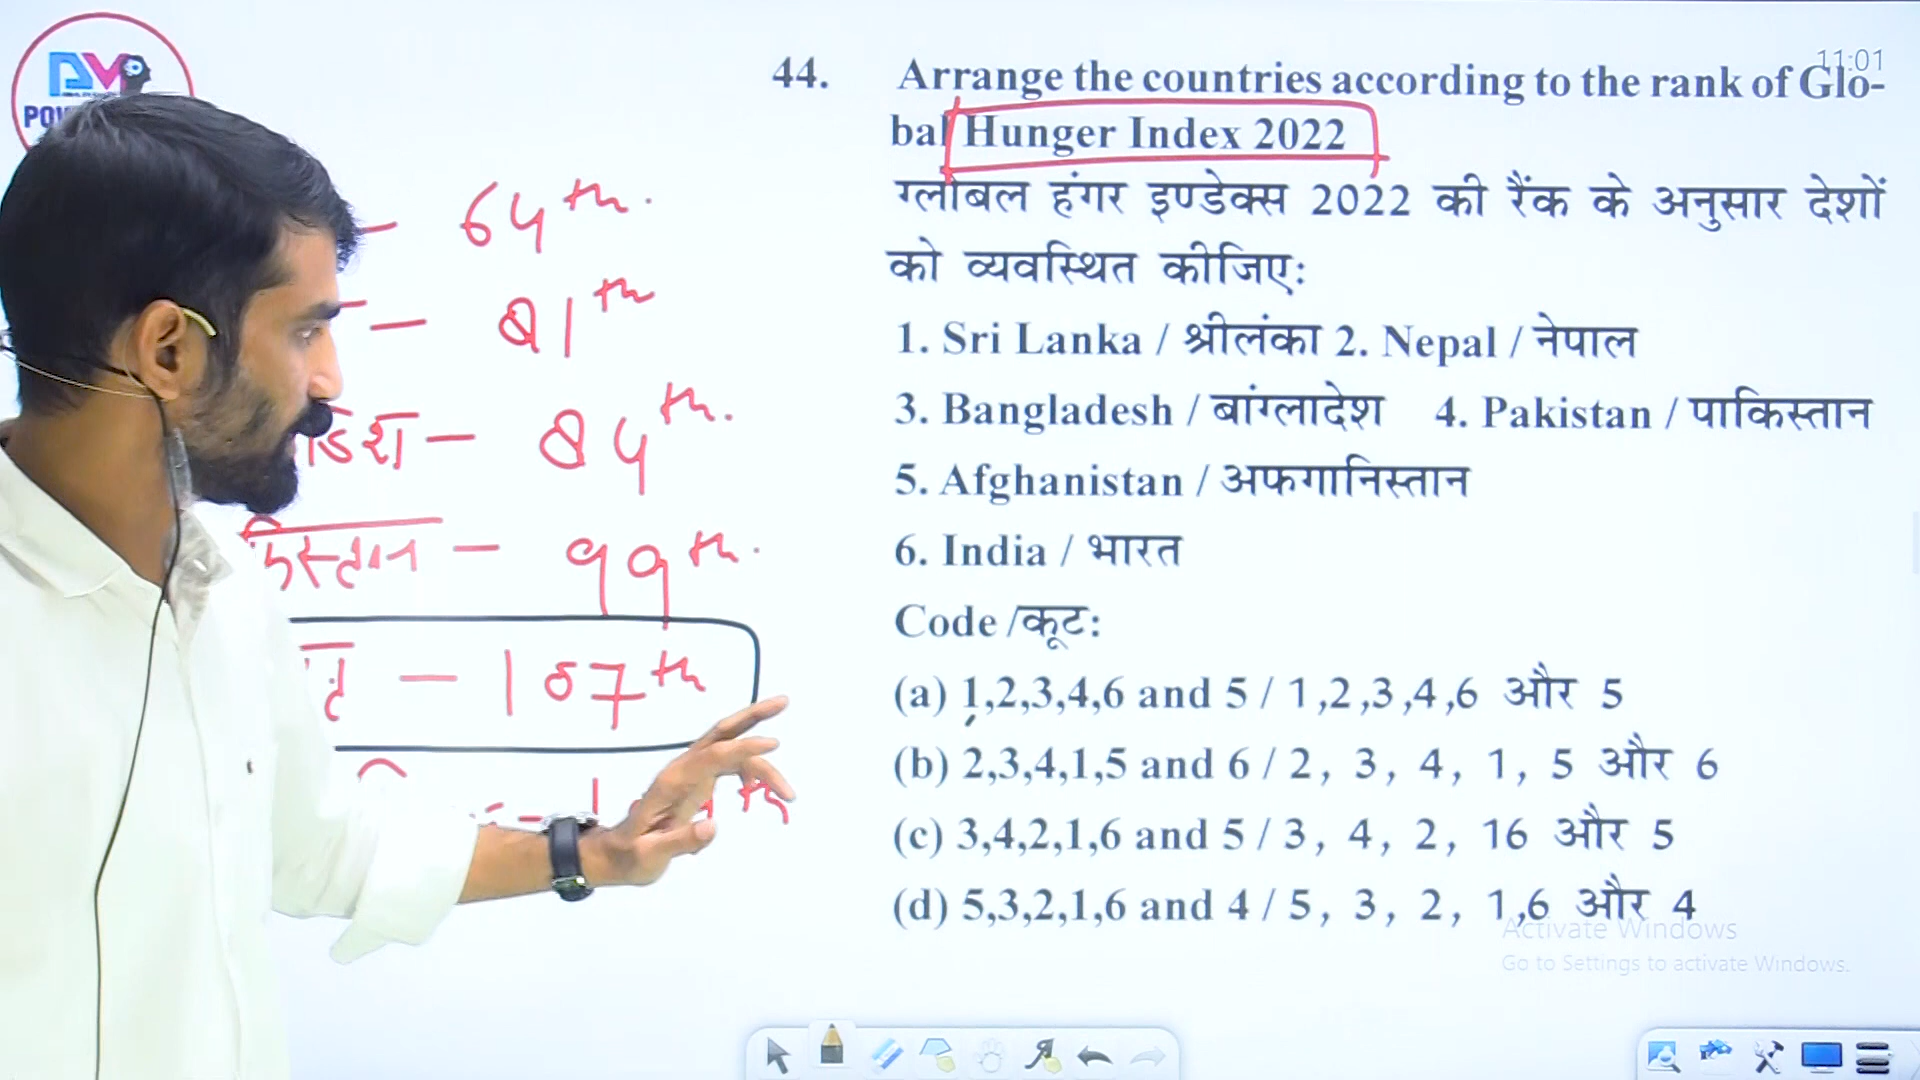 11:01
44. Arrange the countries according to the rank of Glo-
bal Hunger Index 2022
ग्लोबल हंगर इण्डेक्स 2022 की रैंक के अनुसार देशों
को व्यवस्थित कीजिए:
1. Sri Lanka / श्रीलंका 2. Nepal / नेपाल
3. Bangladesh / बांग्लादेश 4. Pakistan / पाकिस्तान
5. Afghanistan / अफगानिस्तान
6. India / भारत
Code /कूट:
(a) 1,2,3,4,6 and 5 / 1,2,3,4,6 और 5
(b) 2,3,4,1,5 and 6 / 2, 3, 4, 1, 5 और 6
(c) 3,4,2,1,6 and 5 / 3, 4, 2, 16 और 5
(d) 5,3,2,1,6 and 4 / 5, 3, 2, 1,6 और 4
Activate Windows
Go to Settings to activate Windows.
- 64th.
- 81th
- 84th.
- 99th.
- 107th